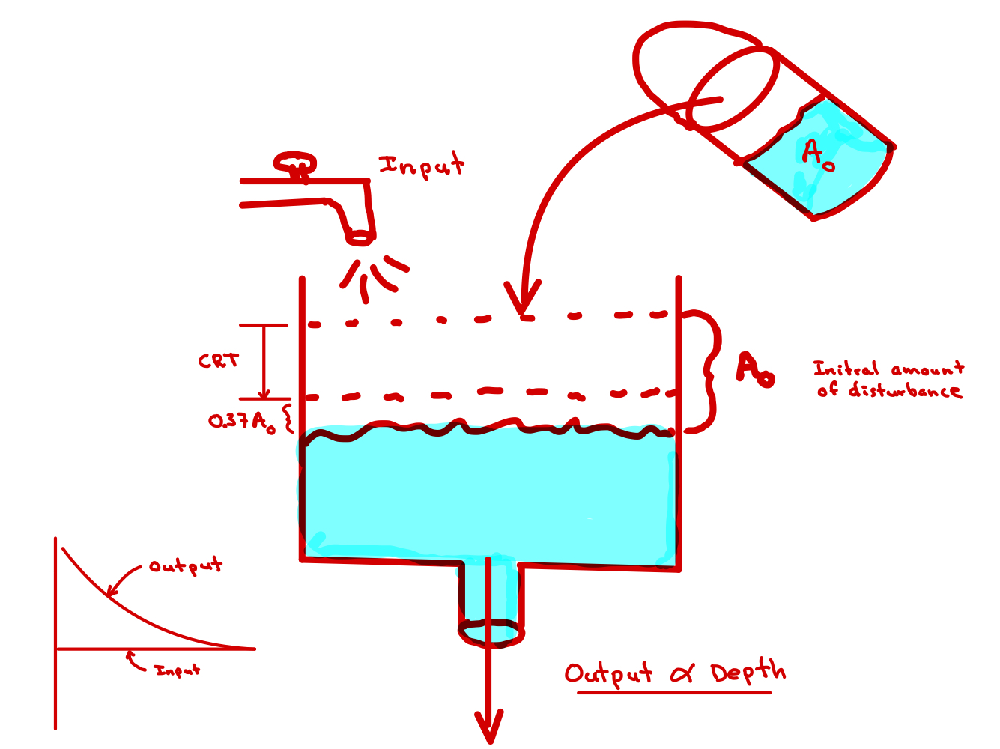 Input
A₀
CRT
0.37A₀
A₀
Initial amount
of disturbance
Output
Input
Output ∝ Depth